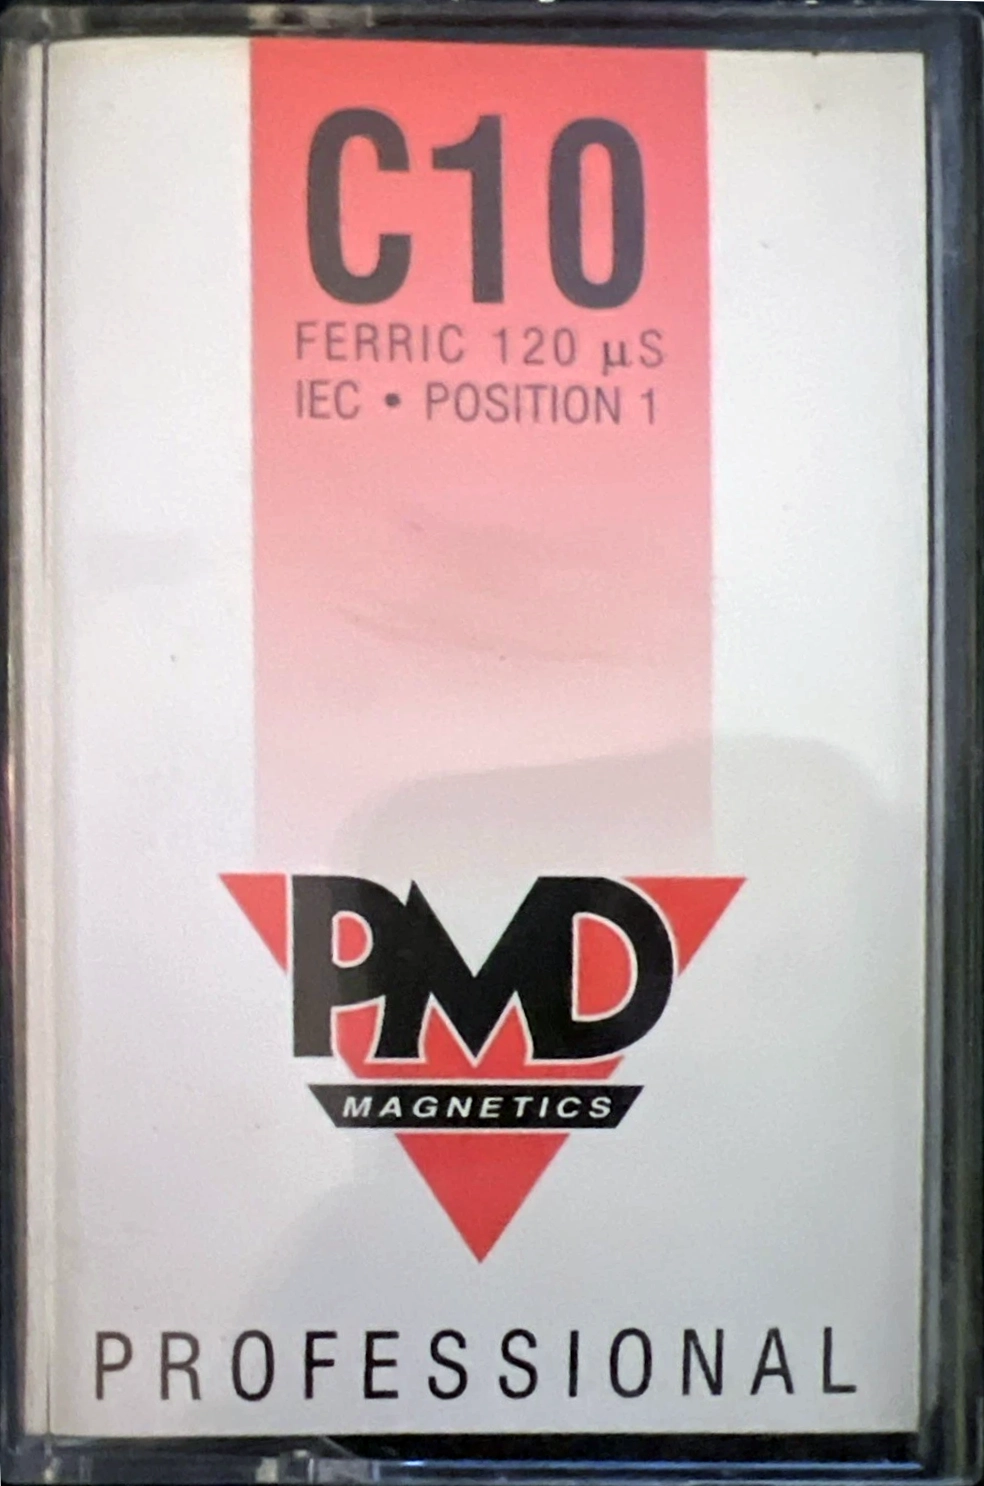 C10
FERRIC 120 µS
IEC • POSITION 1
PMD
MAGNETICS
PROFESSIONAL